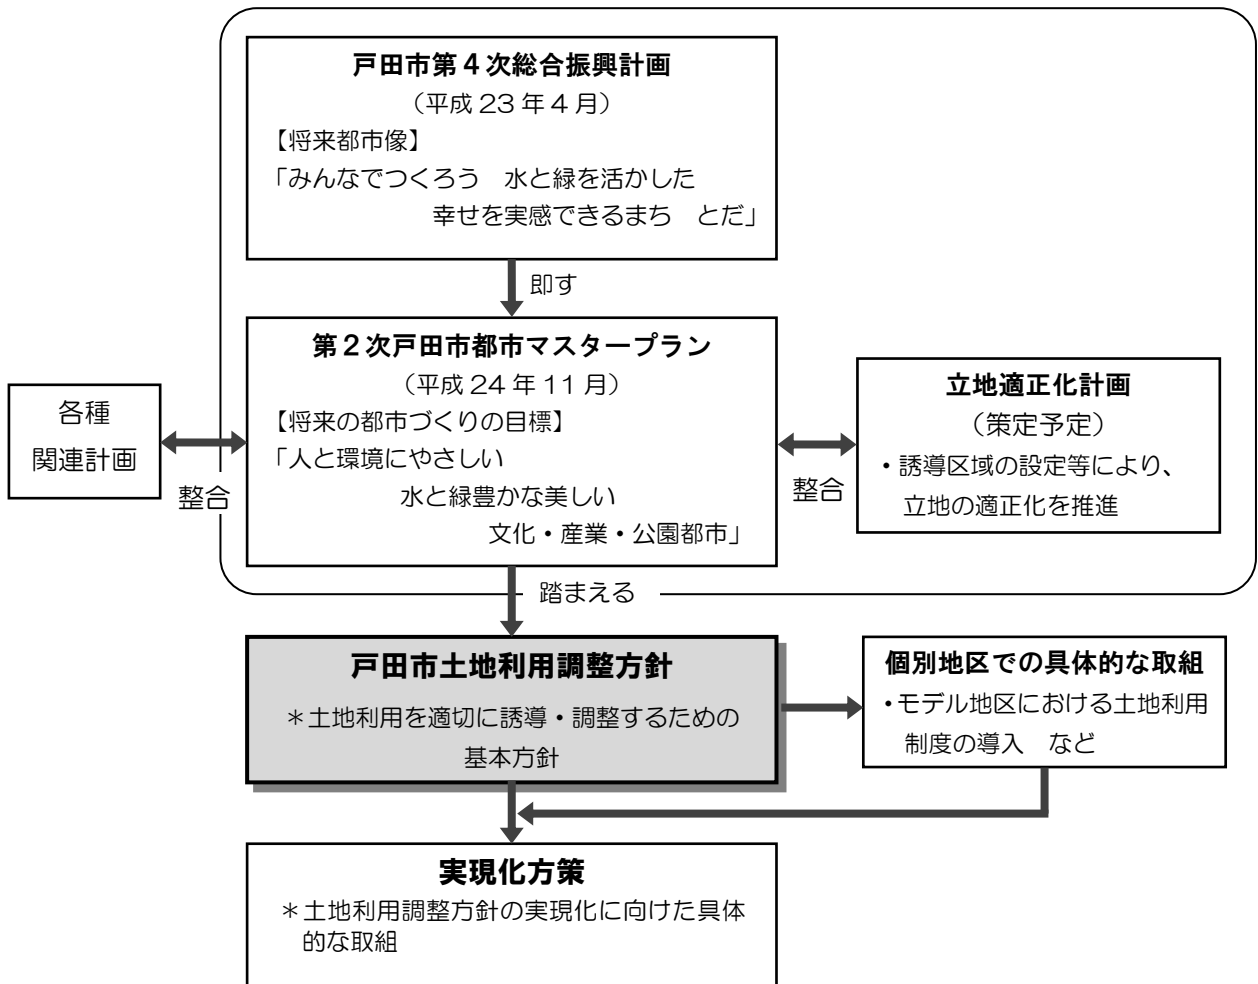 戸田市第4次総合振興計画
（平成 23 年 4 月）
【将来都市像】
「みんなでつくろう　水と緑を活かした
幸せを実感できるまち　とだ」
即す
第2次戸田市都市マスタープラン
（平成 24 年 11 月）
【将来の都市づくりの目標】
「人と環境にやさしい
水と緑豊かな美しい
文化・産業・公園都市」
各種
関連計画
整合
整合
立地適正化計画
（策定予定）
・誘導区域の設定等により、
立地の適正化を推進
踏まえる
戸田市土地利用調整方針
＊土地利用を適切に誘導・調整するための
基本方針
個別地区での具体的な取組
・モデル地区における土地利用
制度の導入　など
実現化方策
＊土地利用調整方針の実現化に向けた具体
的な取組